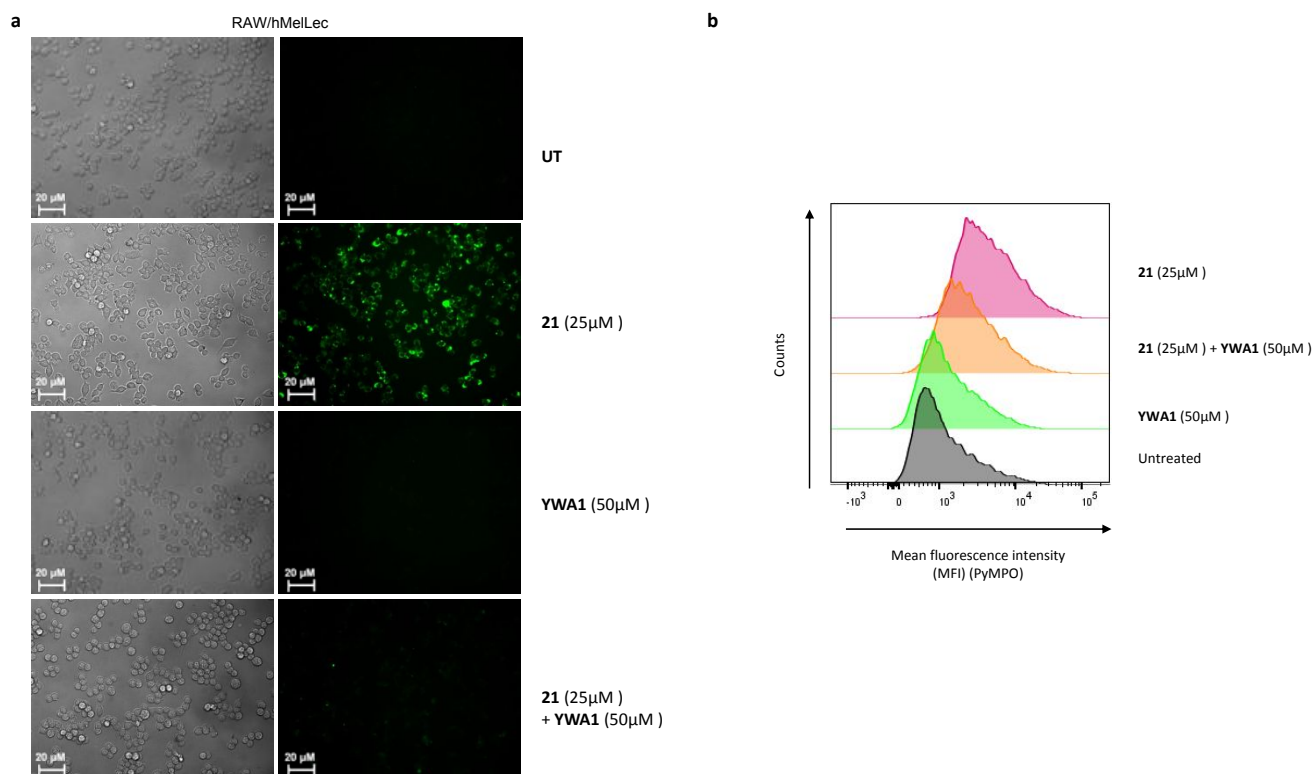 a
RAW/hMelLec
20 µM
20 µM
UT
20 µM
20 µM
21 (25µM )
20 µM
20 µM
YWA1 (50µM )
20 µM
20 µM
21 (25µM )
+ YWA1 (50µM )
b
Counts
21 (25µM )
21 (25µM ) + YWA1 (50µM )
YWA1 (50µM )
Untreated
-10³ 0 10³ 10⁴ 10⁵
Mean fluorescence intensity
(MFI) (PyMPO)